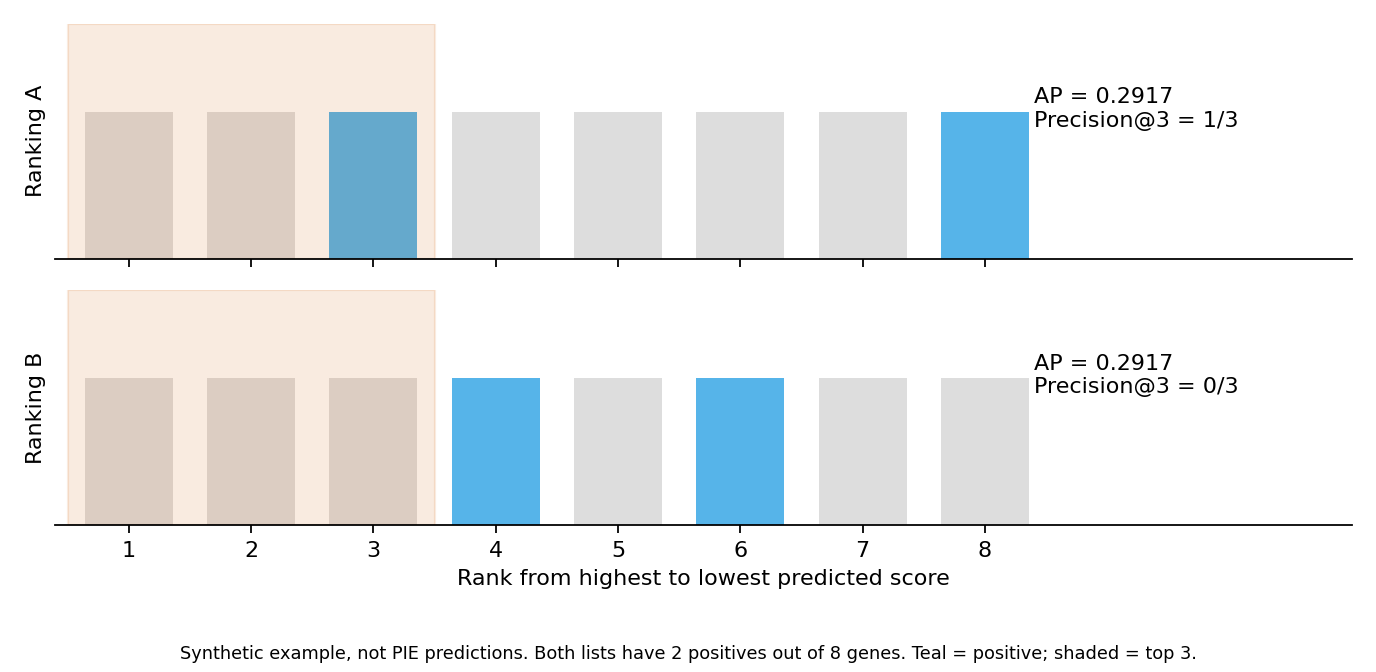 Ranking A
AP = 0.2917
Precision@3 = 1/3
Ranking B
AP = 0.2917
Precision@3 = 0/3
1 2 3 4 5 6 7 8
Rank from highest to lowest predicted score
Synthetic example, not PIE predictions. Both lists have 2 positives out of 8 genes. Teal = positive; shaded = top 3.